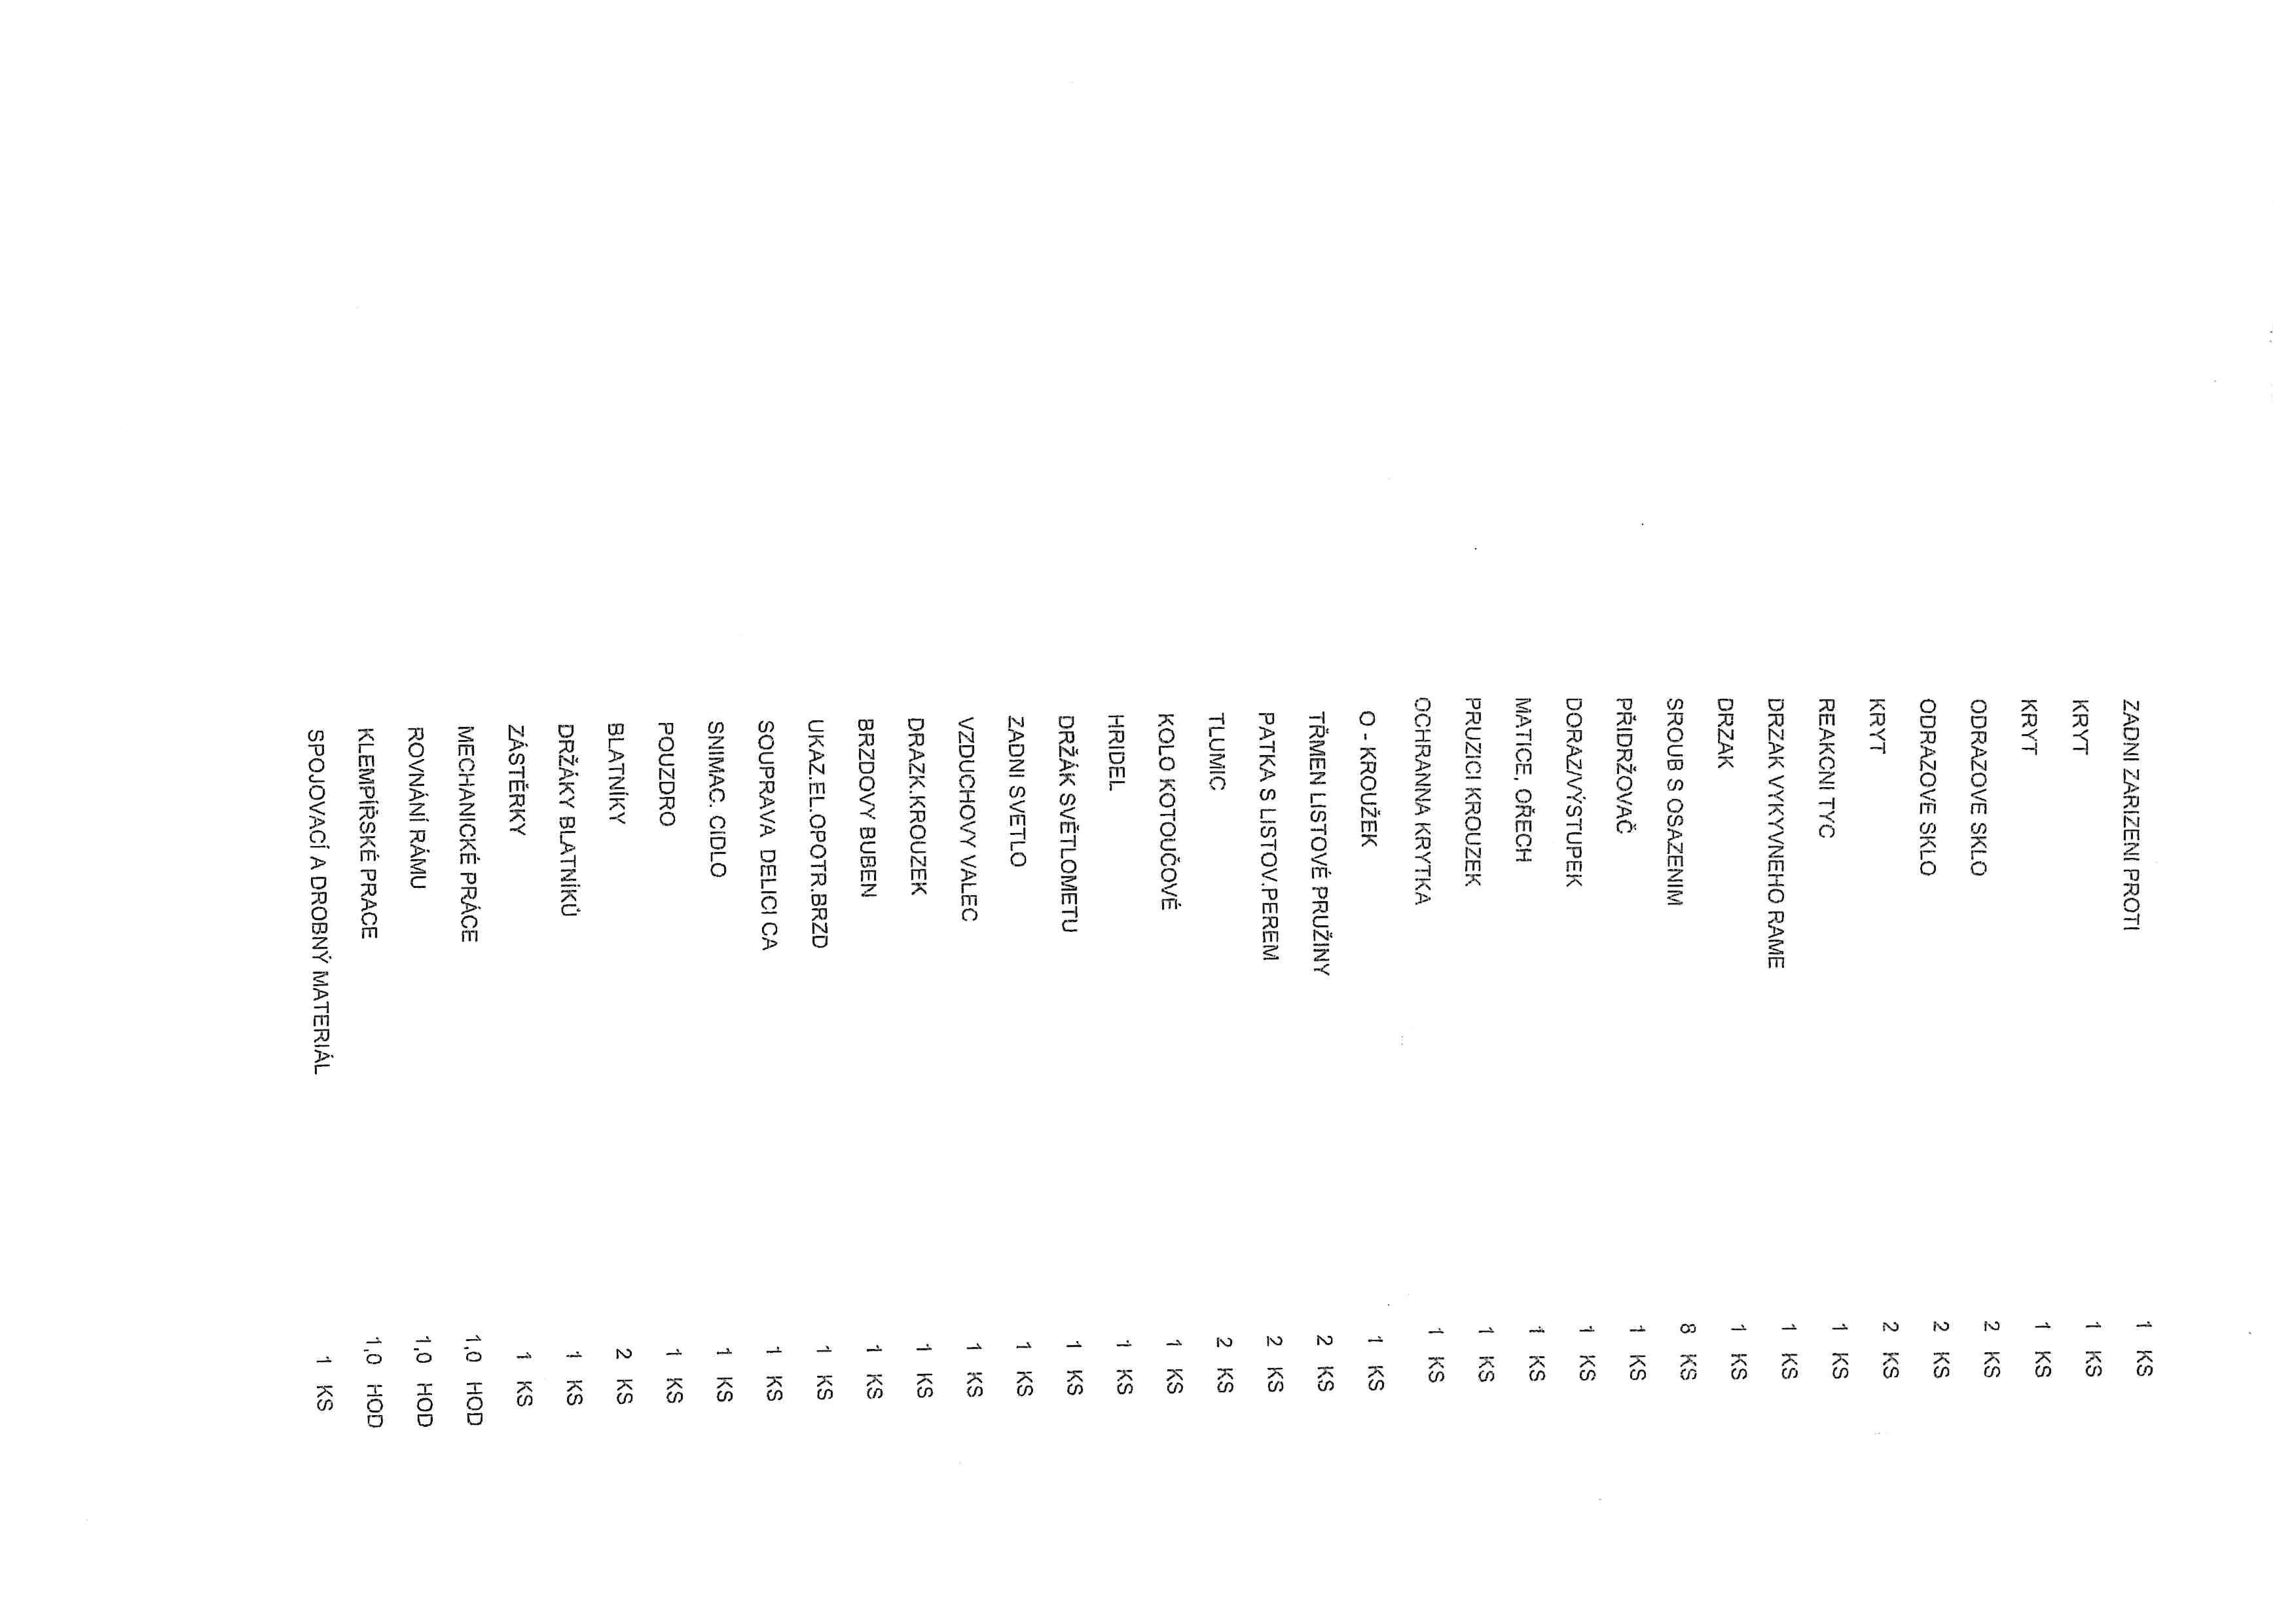 ZADNI ZARIZENI PROTI 1 KS
KRYT 1 KS
KRYT 1 KS
ODRAZOVE SKLO 2 KS
ODRAZOVE SKLO 2 KS
KRYT 2 KS
REAKCNI TYC 1 KS
DRZAK VYKYVNEHO RAME 1 KS
DRZAK 1 KS
SROUB S OSAZENIM 8 KS
PŘIDRŽOVAČ 1 KS
DORAZ/VÝSTUPEK 1 KS
MATICE, OŘECH 1 KS
PRUZICI KROUZEK 1 KS
OCHRANNA KRYTKA 1 KS
O - KROUŽEK 1 KS
TŘMEN LISTOVÉ PRUŽINY 2 KS
PATKA S LISTOV.PEREM 2 KS
TLUMIC 2 KS
KOLO KOTOUČOVÉ 1 KS
HRIDEL 1 KS
DRŽÁK SVĚTLOMETU 1 KS
ZADNI SVETLO 1 KS
VZDUCHOVY VALEC 1 KS
DRAZK.KROUZEK 1 KS
BRZDOVY BUBEN 1 KS
UKAZ.EL.OPOTR.BRZD 1 KS
SOUPRAVA DELICI CA 1 KS
SNIMAC. CIDLO 1 KS
POUZDRO 1 KS
BLATNÍKY 2 KS
DRŽÁKY BLATNÍKŮ 1 KS
ZÁSTĚRKY 1 KS
MECHANICKÉ PRÁCE 1,0 HOD
ROVNÁNÍ RÁMU 1,0 HOD
KLEMPÍŘSKÉ PRACE 1,0 HOD
SPOJOVACÍ A DROBNÝ MATERIÁL 1 KS